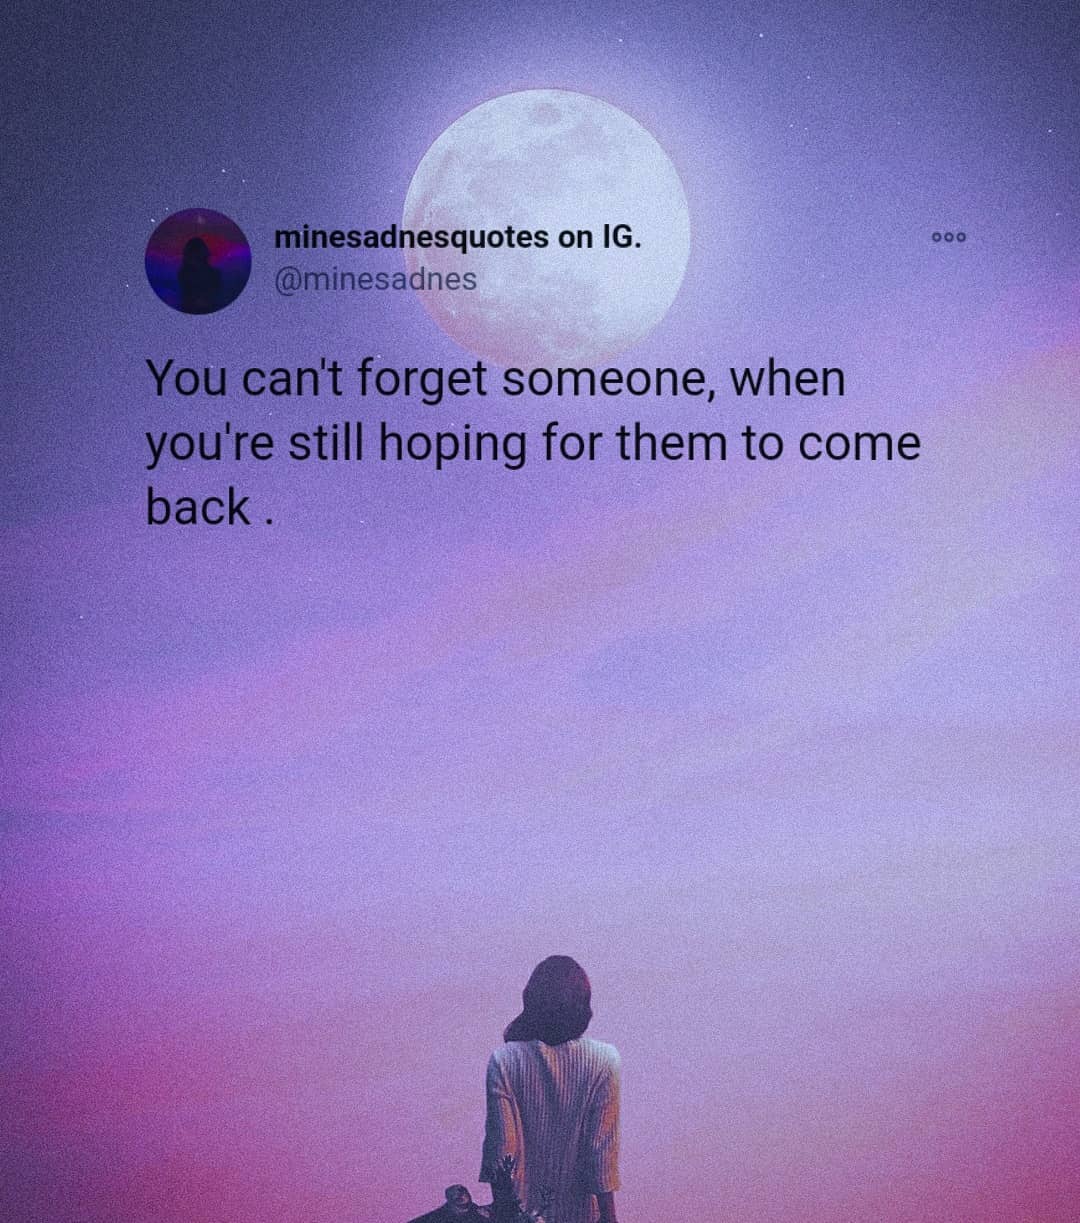 minesadnesquotes on IG.
@minesadnes
You can't forget someone, when
you're still hoping for them to come
back .